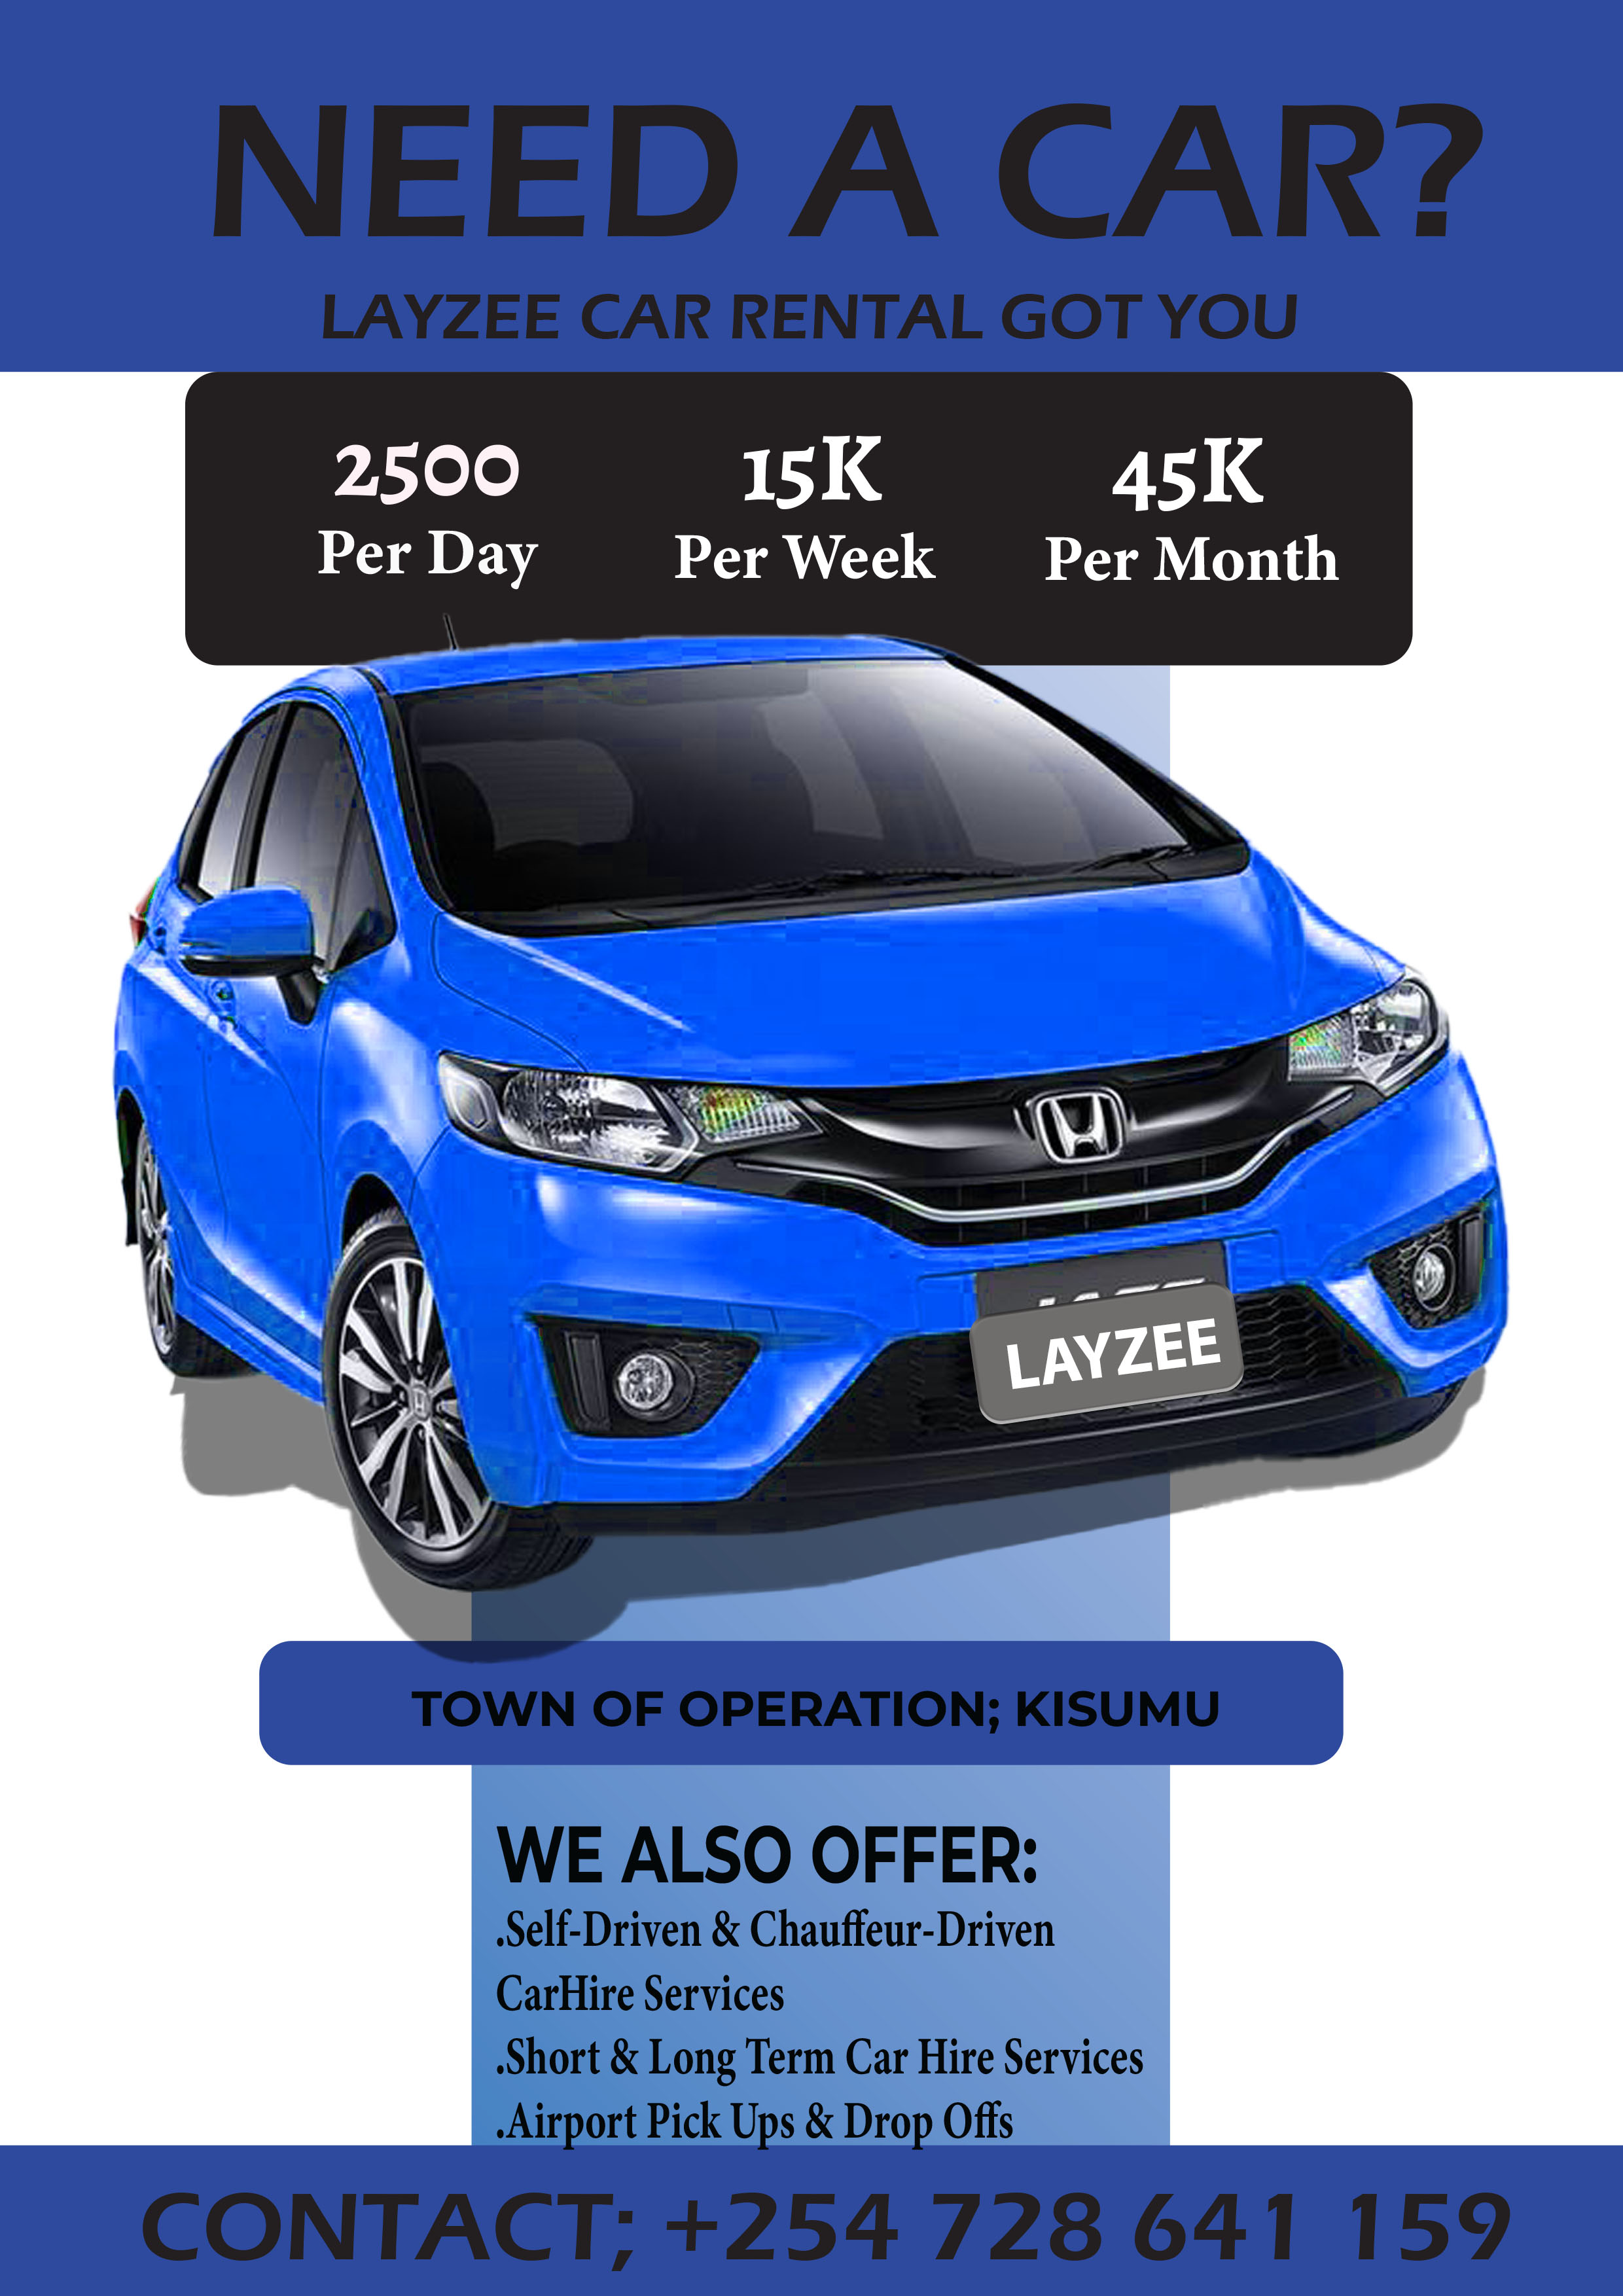 NEED A CAR?
LAYZEE CAR RENTAL GOT YOU
2500 15K 45K
Per Day Per Week Per Month
LAYZEE
TOWN OF OPERATION; KISUMU
WE ALSO OFFER:
.Self-Driven & Chauffeur-Driven
CarHire Services
.Short & Long Term Car Hire Services
.Airport Pick Ups & Drop Offs
CONTACT; +254 728 641 159